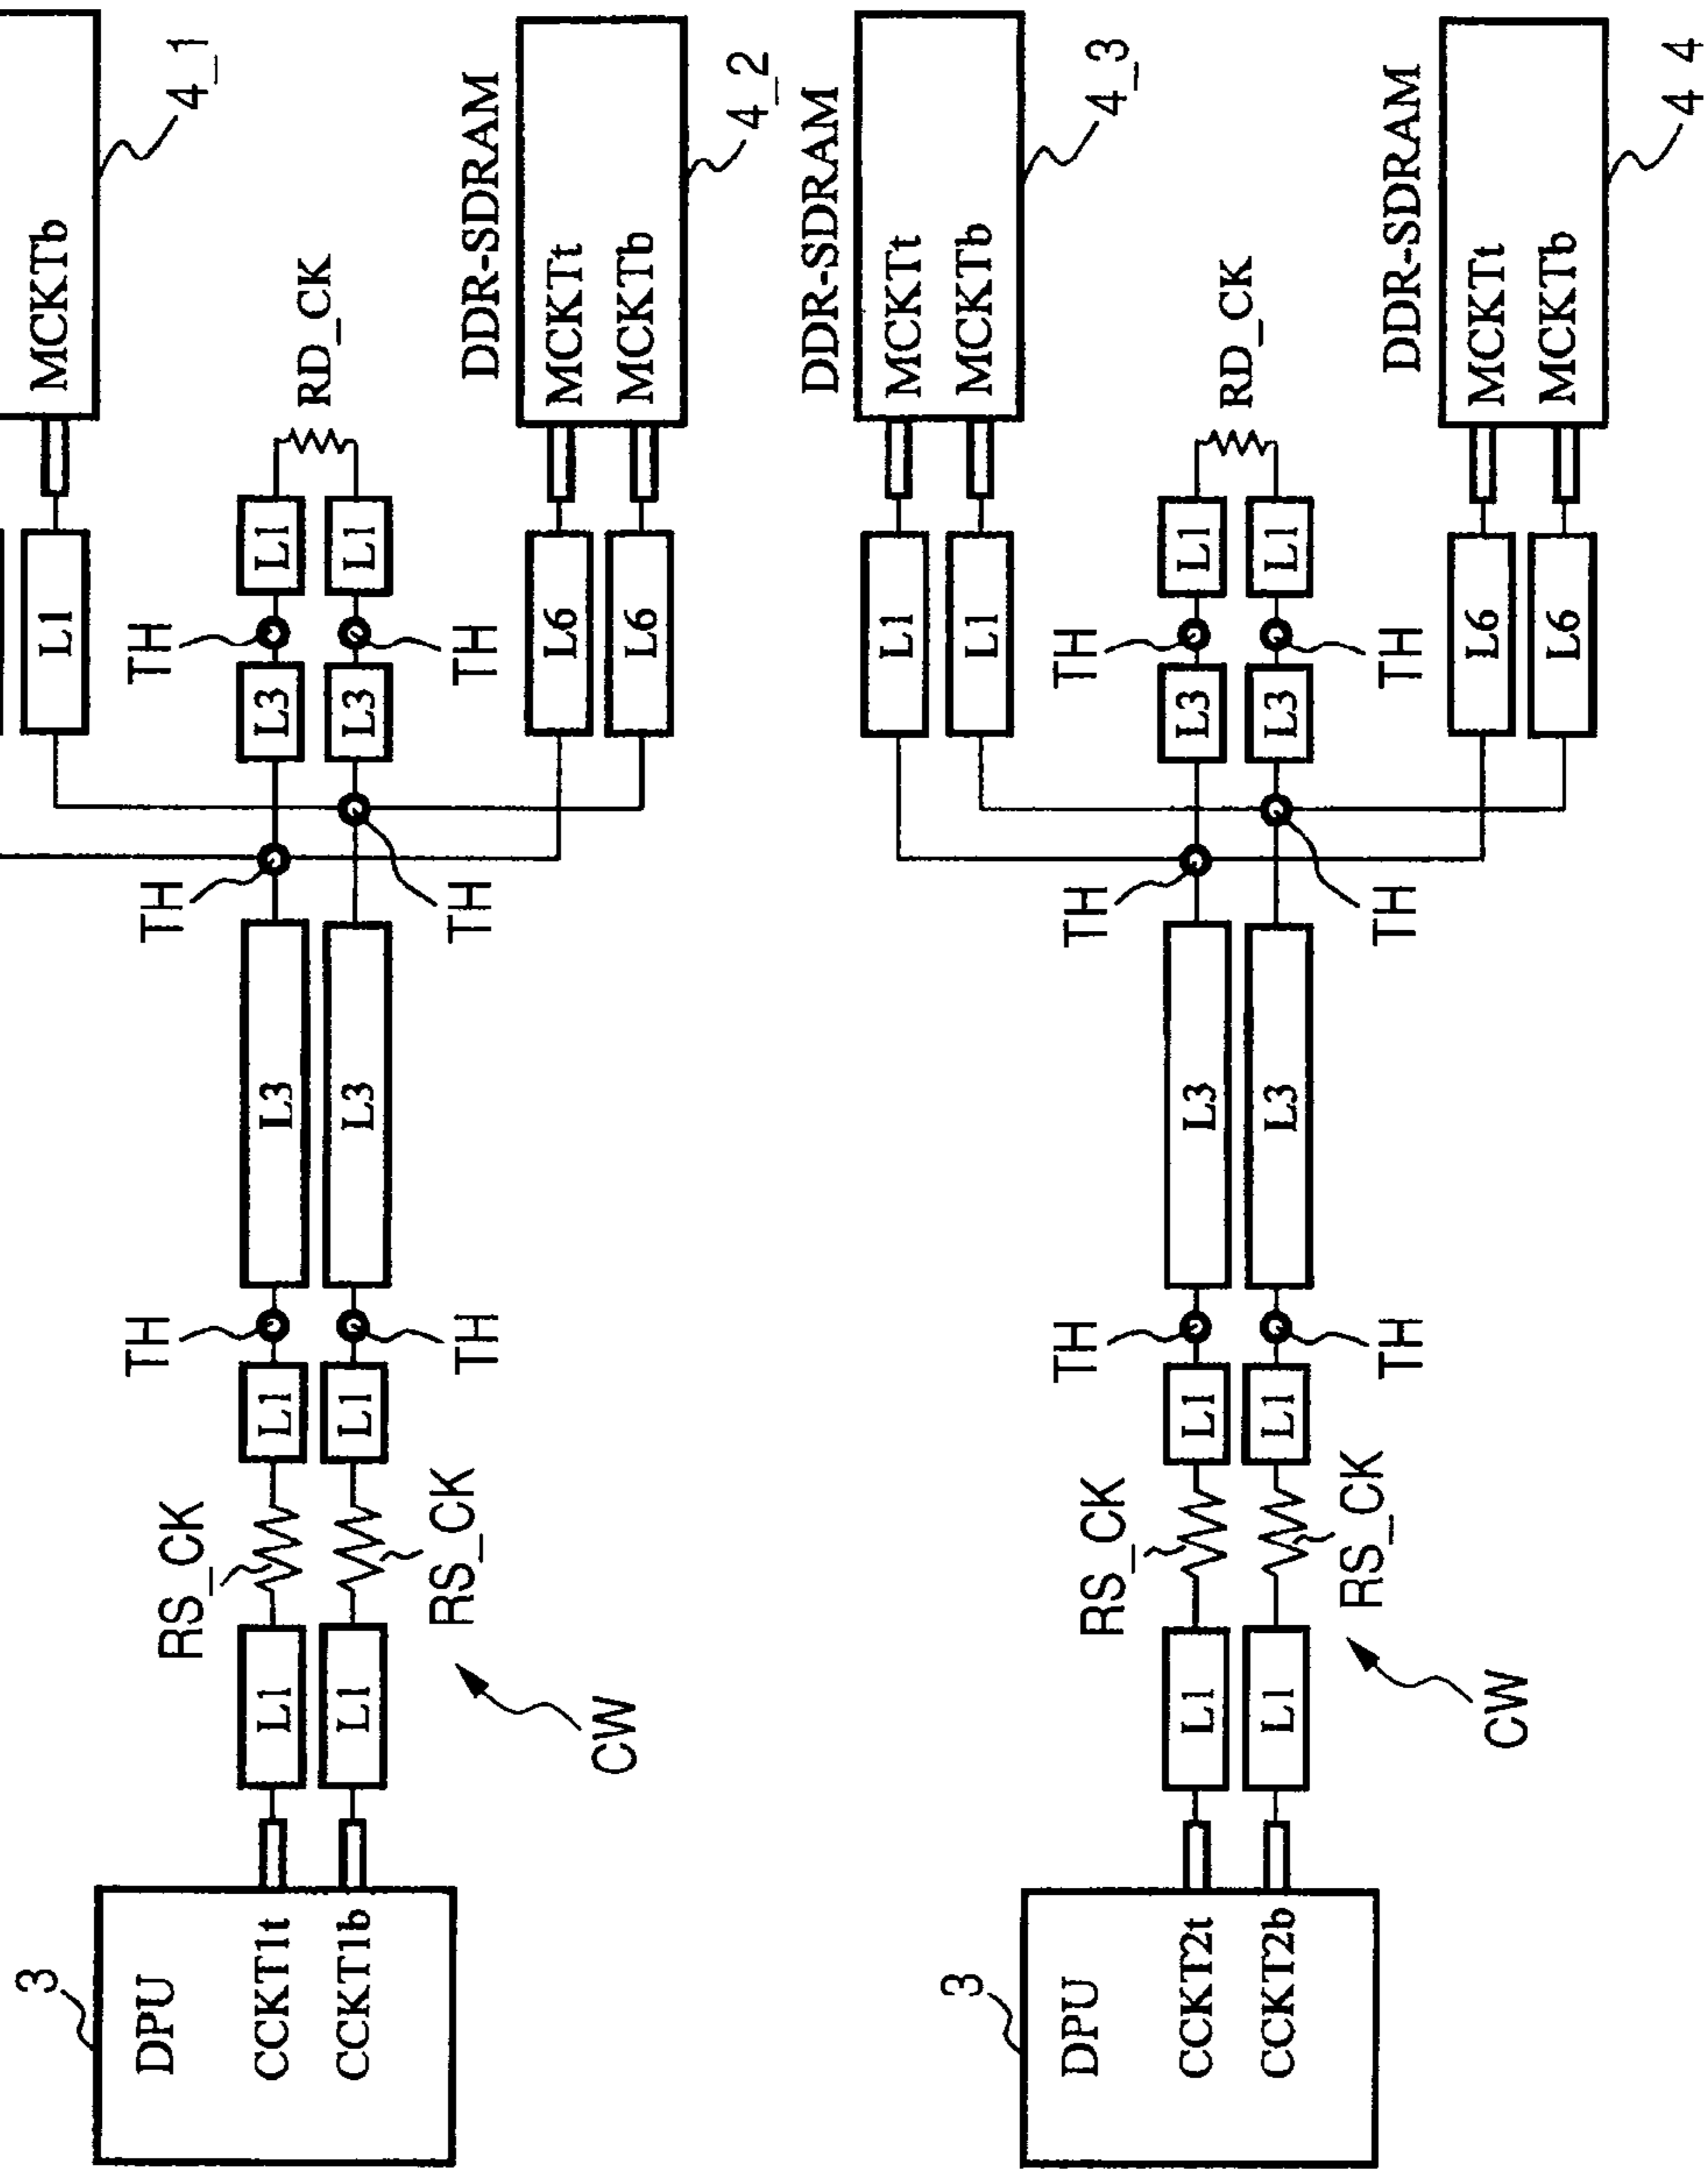 4_1
MCKTb
L1
TH
L3
L1
RD_CK
TH
L3
L1
TH
TH
L3
L3
TH
TH
RS_CK
L1
L1
RS_CK
L1
L1
CW
3
DPU
CCKT1t
CCKT1b
DDR-SDRAM
4_2
MCKTt
MCKTb
L6
L6
DDR-SDRAM
4_3
MCKTt
MCKTb
L1
L1
TH
L3
L1
RD_CK
TH
L3
L1
TH
TH
L3
L3
TH
TH
RS_CK
L1
L1
RS_CK
L1
L1
CW
3
DPU
CCKT2t
CCKT2b
DDR-SDRAM
4_4
MCKTt
MCKTb
L6
L6